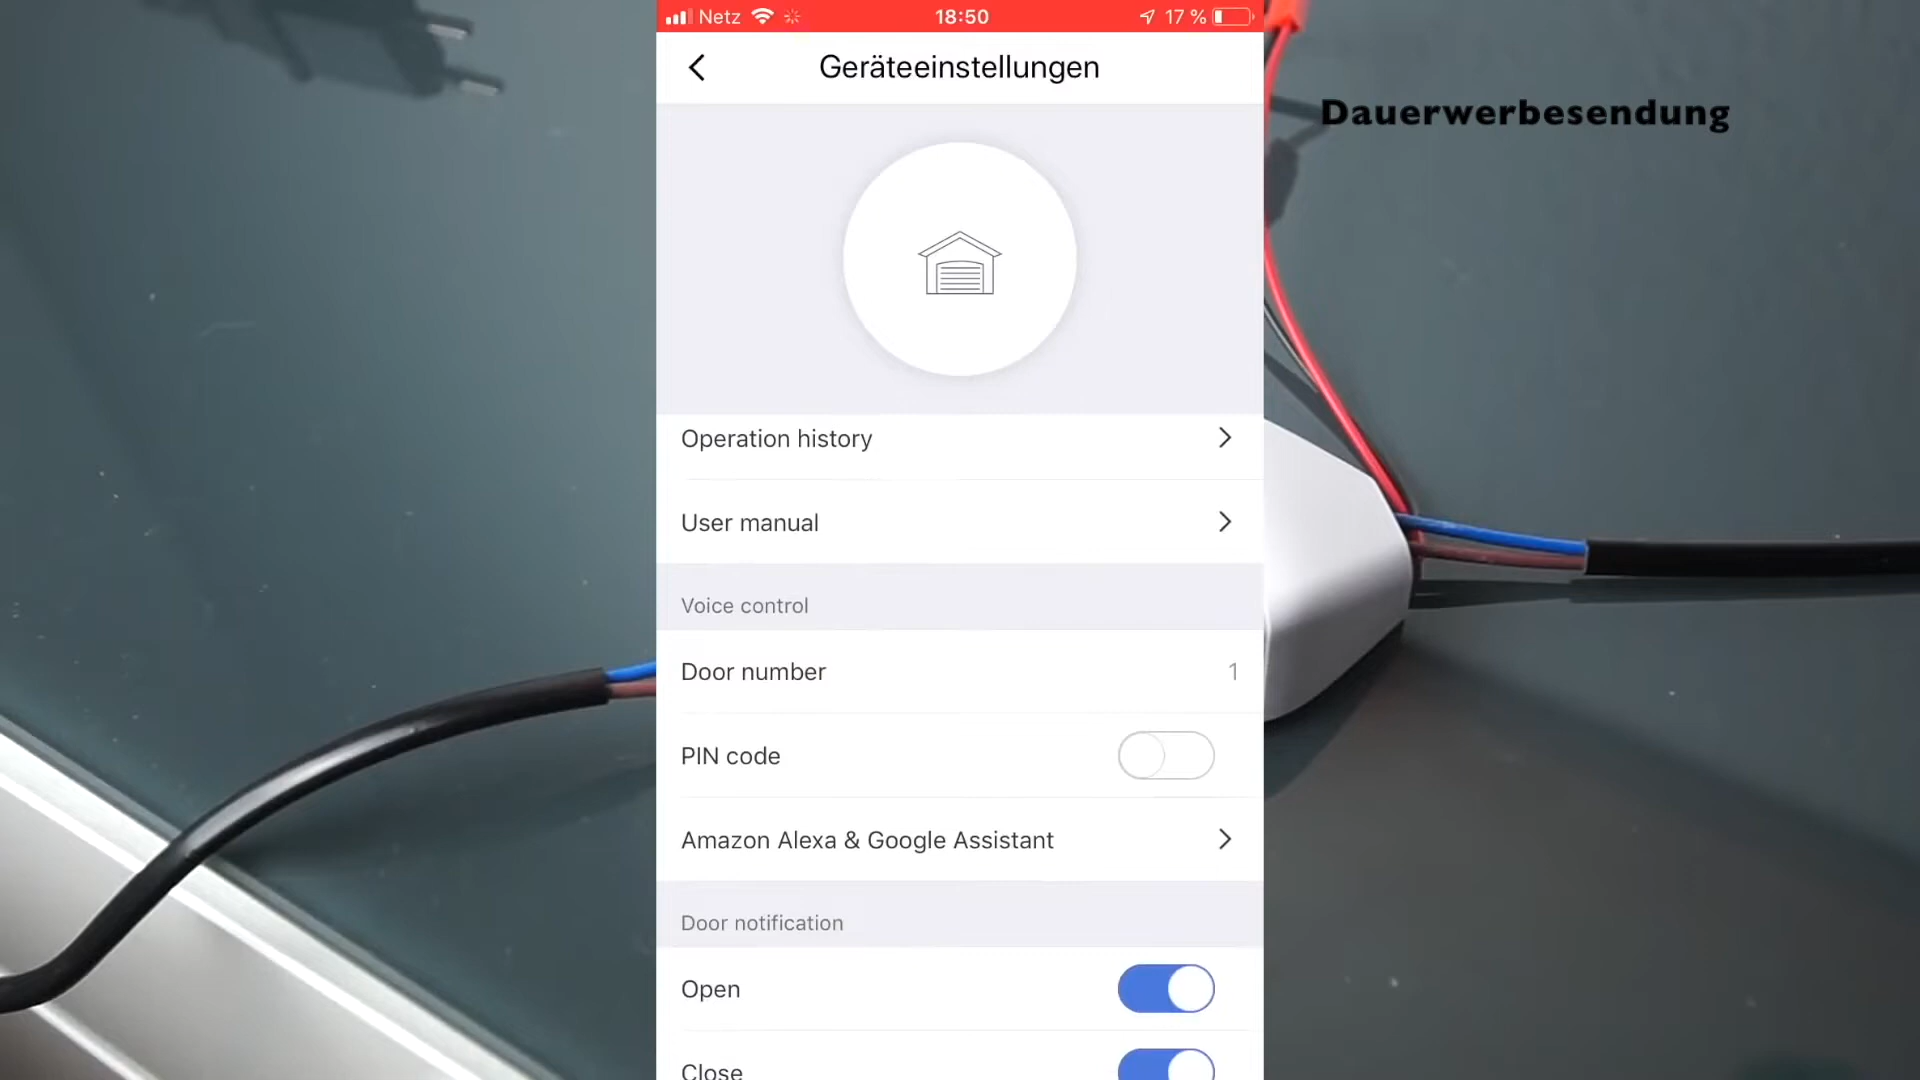 Netz 18:50 17 %
Geräteeinstellungen
Dauerwerbesendung
Operation history
User manual
Voice control
Door number 1
PIN code
Amazon Alexa & Google Assistant
Door notification
Open
Close